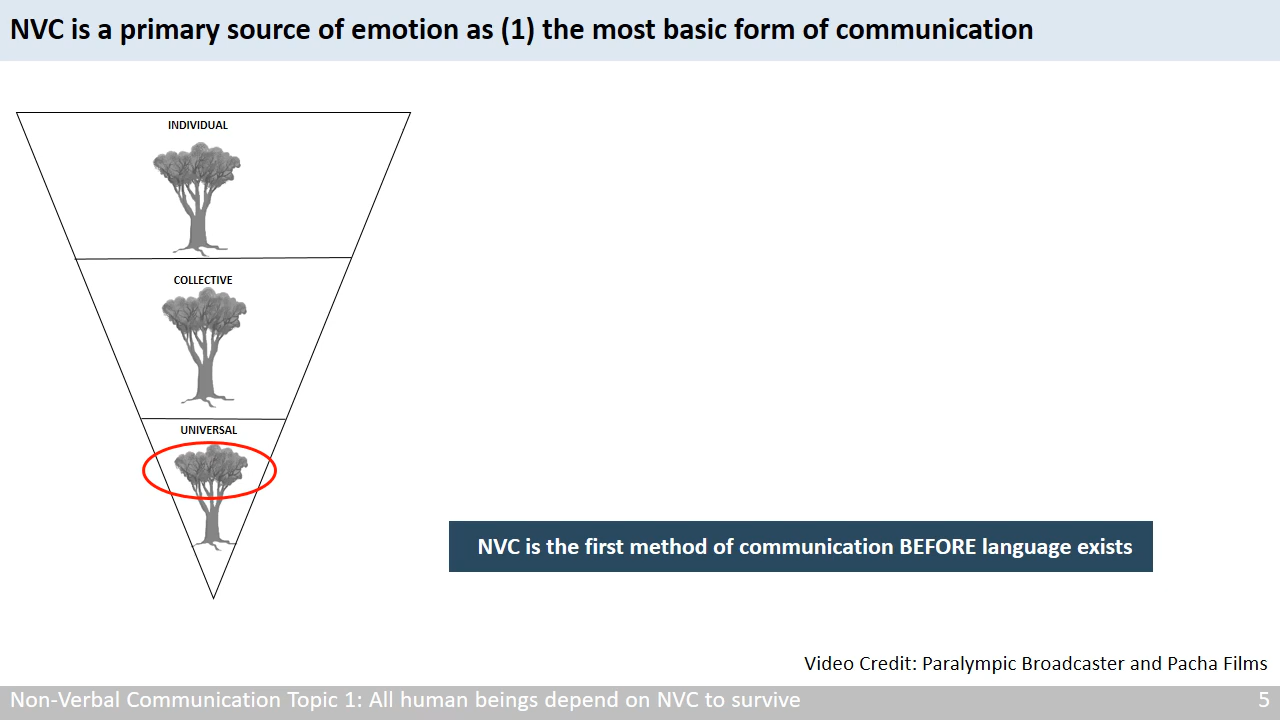 NVC is a primary source of emotion as (1) the most basic form of communication
INDIVIDUAL
COLLECTIVE
UNIVERSAL
NVC is the first method of communication BEFORE language exists
Video Credit: Paralympic Broadcaster and Pacha Films
Non-Verbal Communication Topic 1: All human beings depend on NVC to survive
5